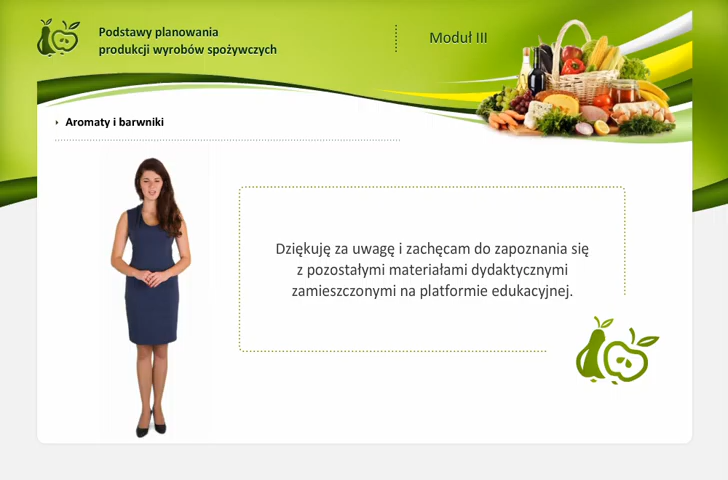 Podstawy planowania
produkcji wyrobów spożywczych
Moduł III
Aromaty i barwniki
Dziękuję za uwagę i zachęcam do zapoznania się
z pozostałymi materiałami dydaktycznymi
zamieszczonymi na platformie edukacyjnej.